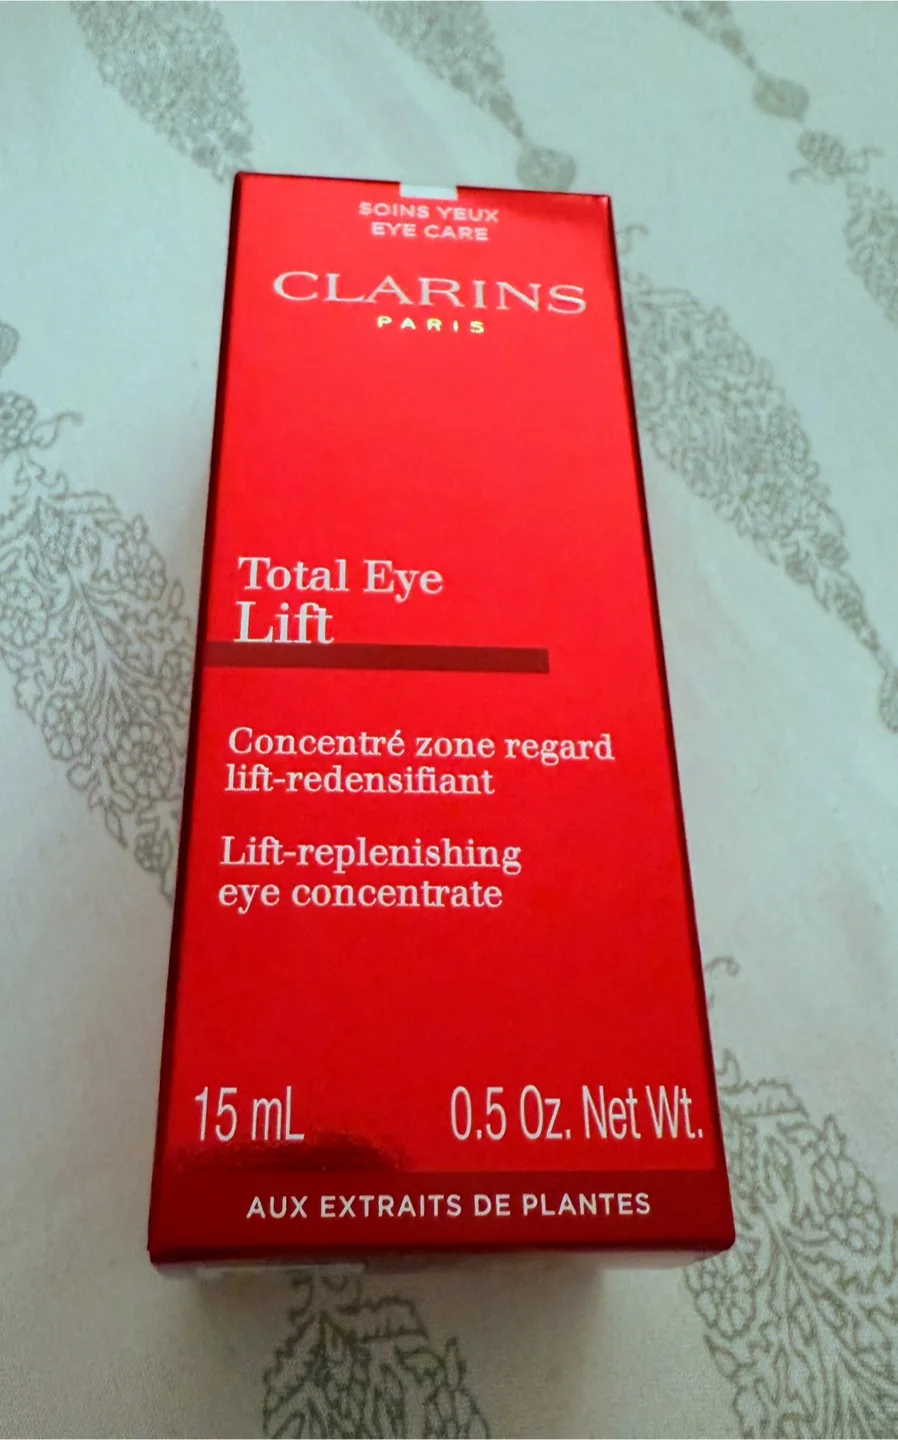 SOINS YEUX
EYE CARE
CLARINS
PARIS
Total Eye
Lift
Concentré zone regard
lift-redensifiant
Lift-replenishing
eye concentrate
15 mL 0.5 Oz. Net Wt.
AUX EXTRAITS DE PLANTES